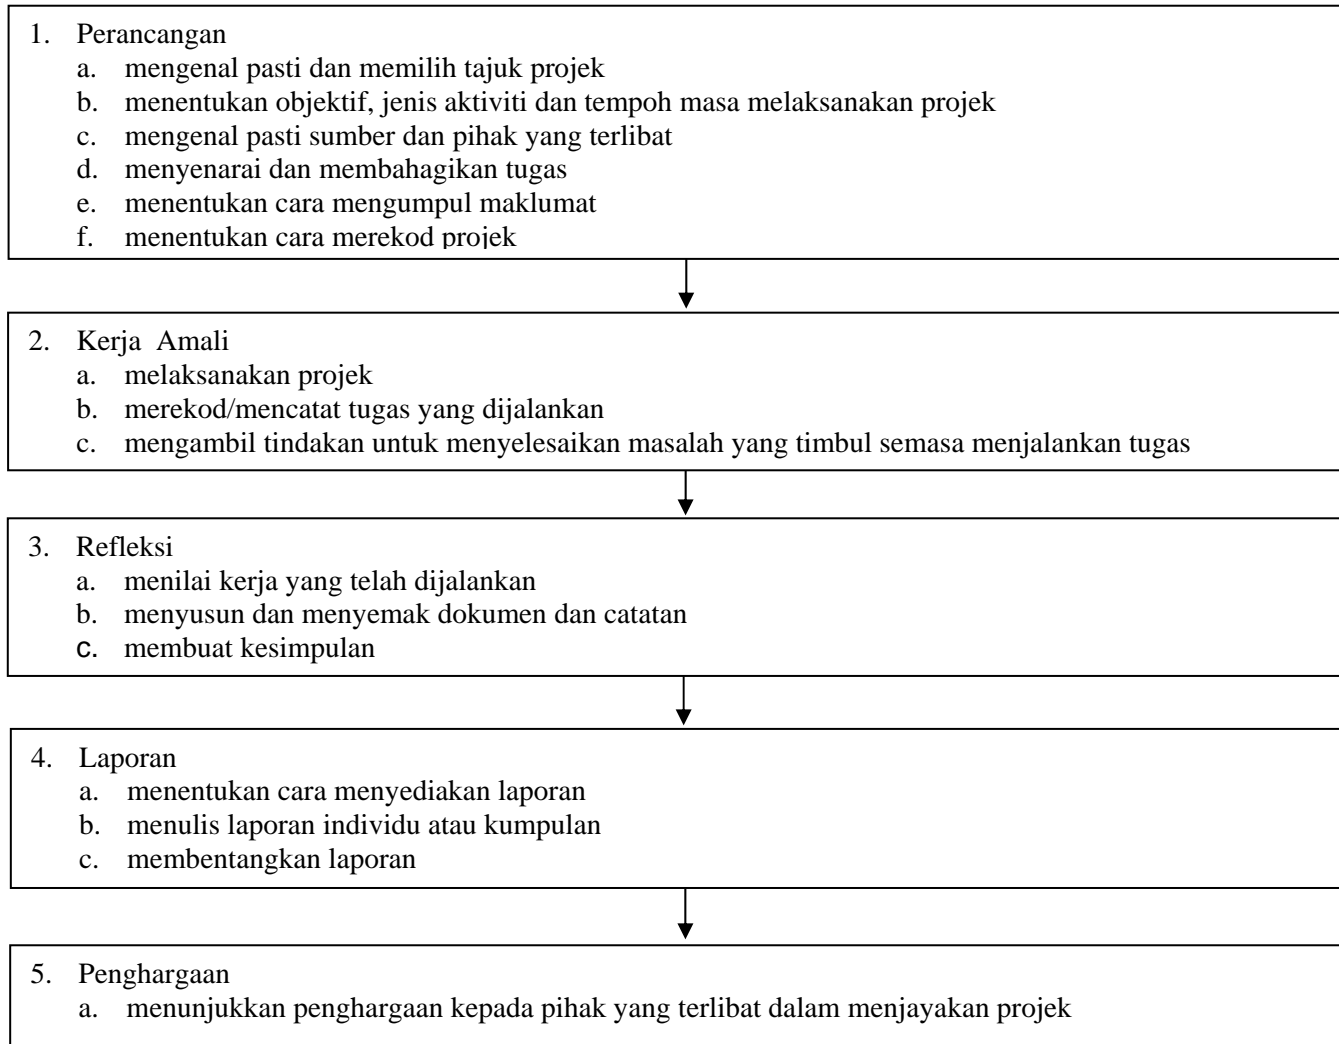 1. Perancangan
a. mengenal pasti dan memilih tajuk projek
b. menentukan objektif, jenis aktiviti dan tempoh masa melaksanakan projek
c. mengenal pasti sumber dan pihak yang terlibat
d. menyenarai dan membahagikan tugas
e. menentukan cara mengumpul maklumat
f. menentukan cara merekod projek
2. Kerja Amali
a. melaksanakan projek
b. merekod/mencatat tugas yang dijalankan
c. mengambil tindakan untuk menyelesaikan masalah yang timbul semasa menjalankan tugas
3. Refleksi
a. menilai kerja yang telah dijalankan
b. menyusun dan menyemak dokumen dan catatan
c. membuat kesimpulan
4. Laporan
a. menentukan cara menyediakan laporan
b. menulis laporan individu atau kumpulan
c. membentangkan laporan
5. Penghargaan
a. menunjukkan penghargaan kepada pihak yang terlibat dalam menjayakan projek